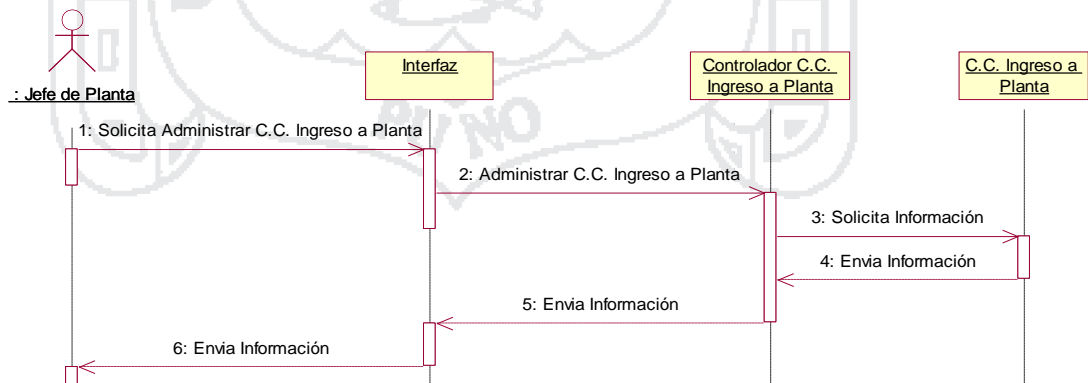 : Jefe de Planta
Interfaz
Controlador C.C.
Ingreso a Planta
C.C. Ingreso a
Planta
1: Solicita Administrar C.C. Ingreso a Planta
2: Administrar C.C. Ingreso a Planta
3: Solicita Información
4: Envia Información
5: Envia Información
6: Envia Información